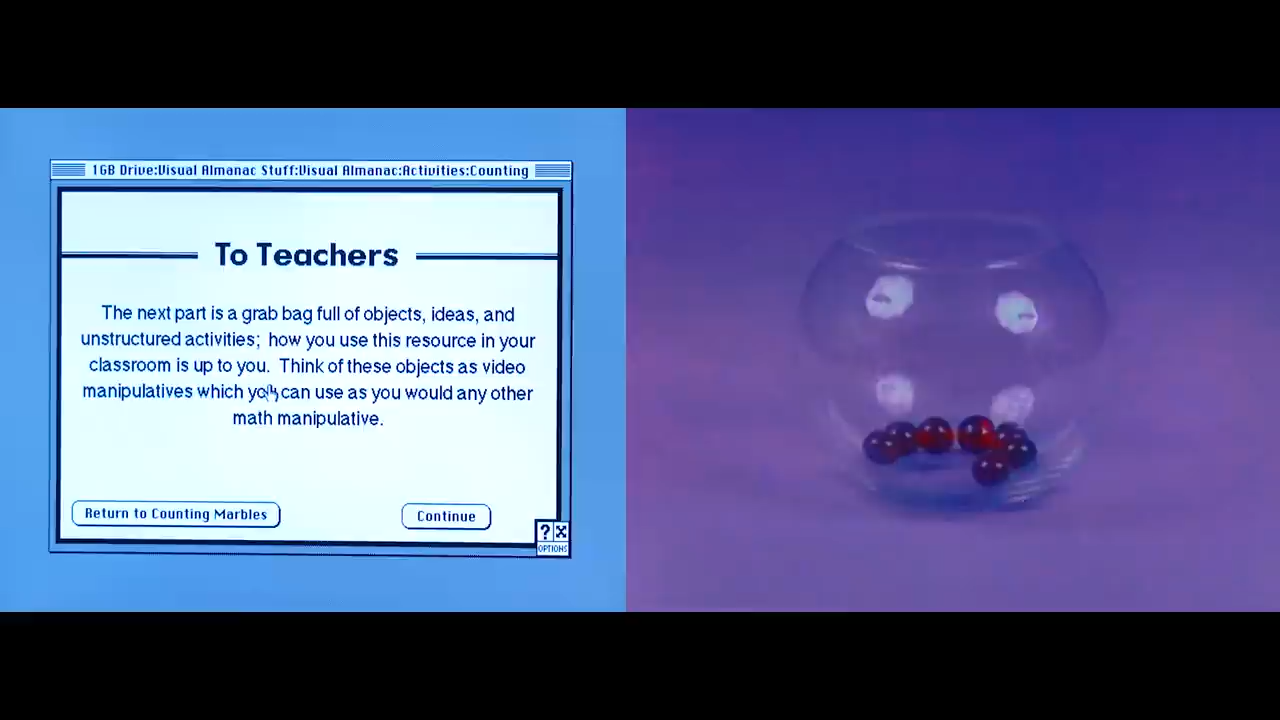 1GB Drive:Visual Almanac Stuff:Visual Almanac:Activities:Counting
To Teachers
The next part is a grab bag full of objects, ideas, and
unstructured activities; how you use this resource in your
classroom is up to you. Think of these objects as video
manipulatives which you can use as you would any other
math manipulative.
Return to Counting Marbles
Continue
?
OPTIONS